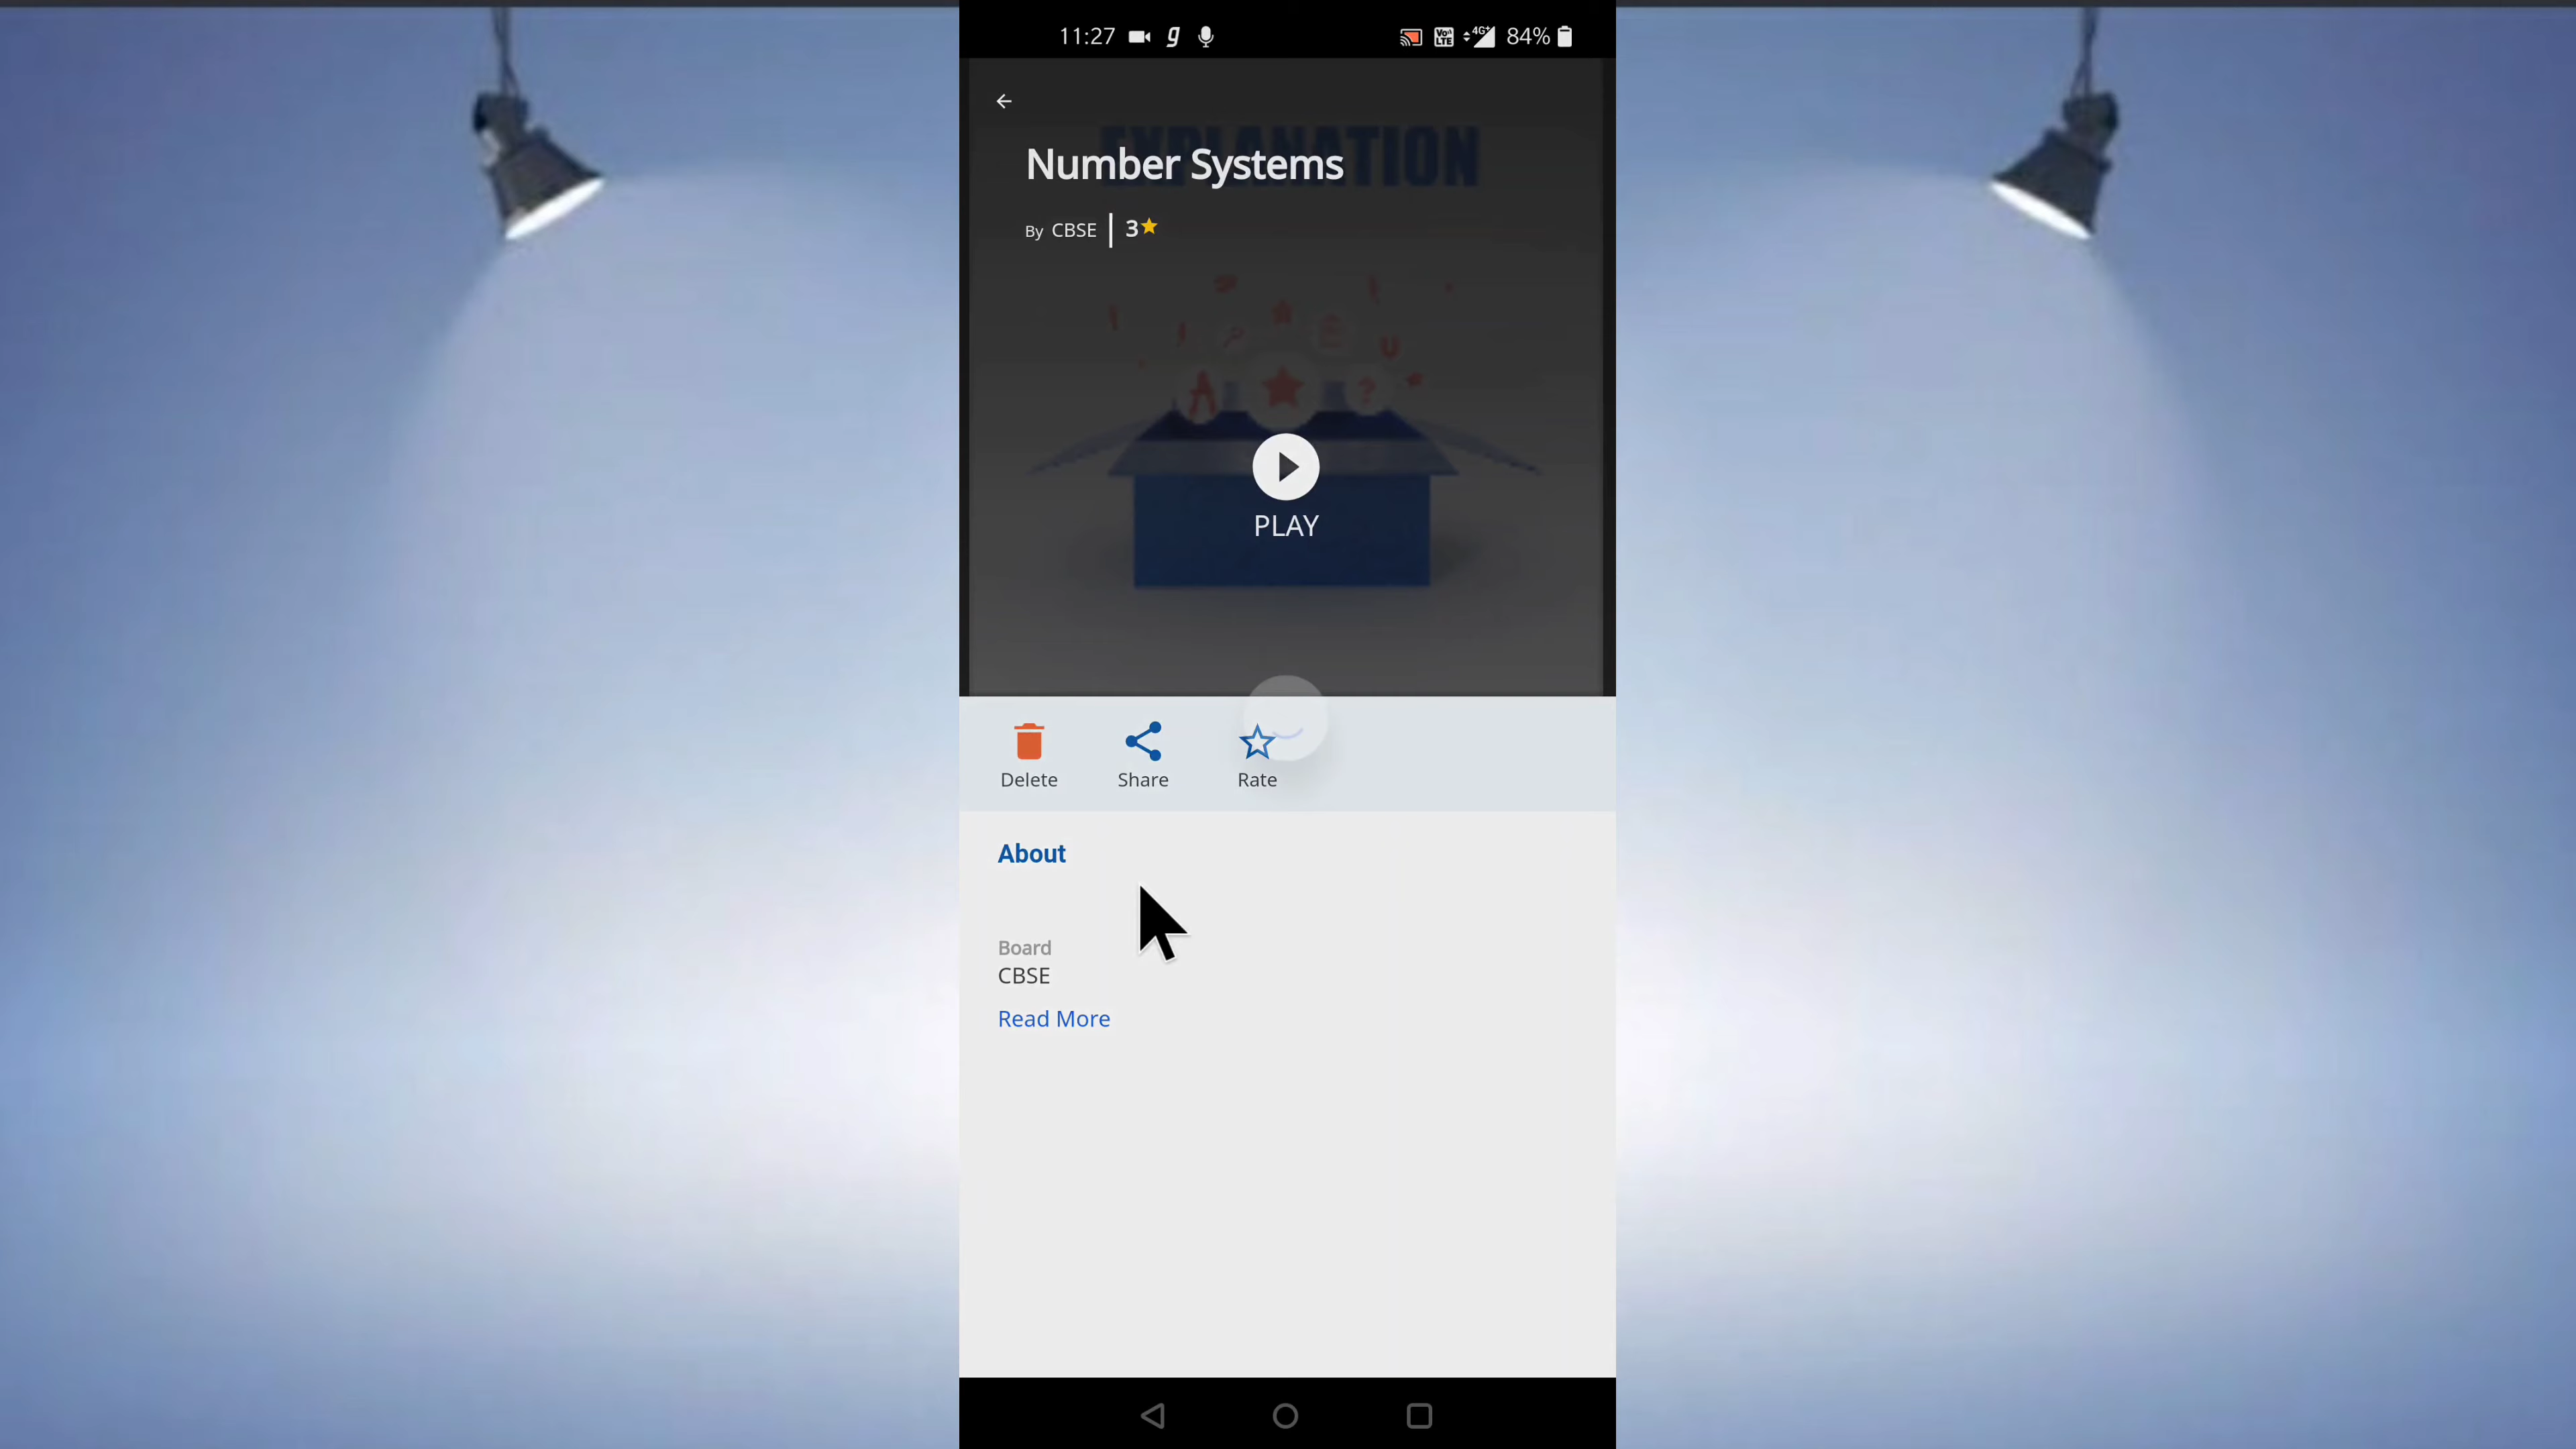 11:27 84%
EXPLANATION
Number Systems
By CBSE | 3
PLAY
Delete Share Rate
About
Board
CBSE
Read More